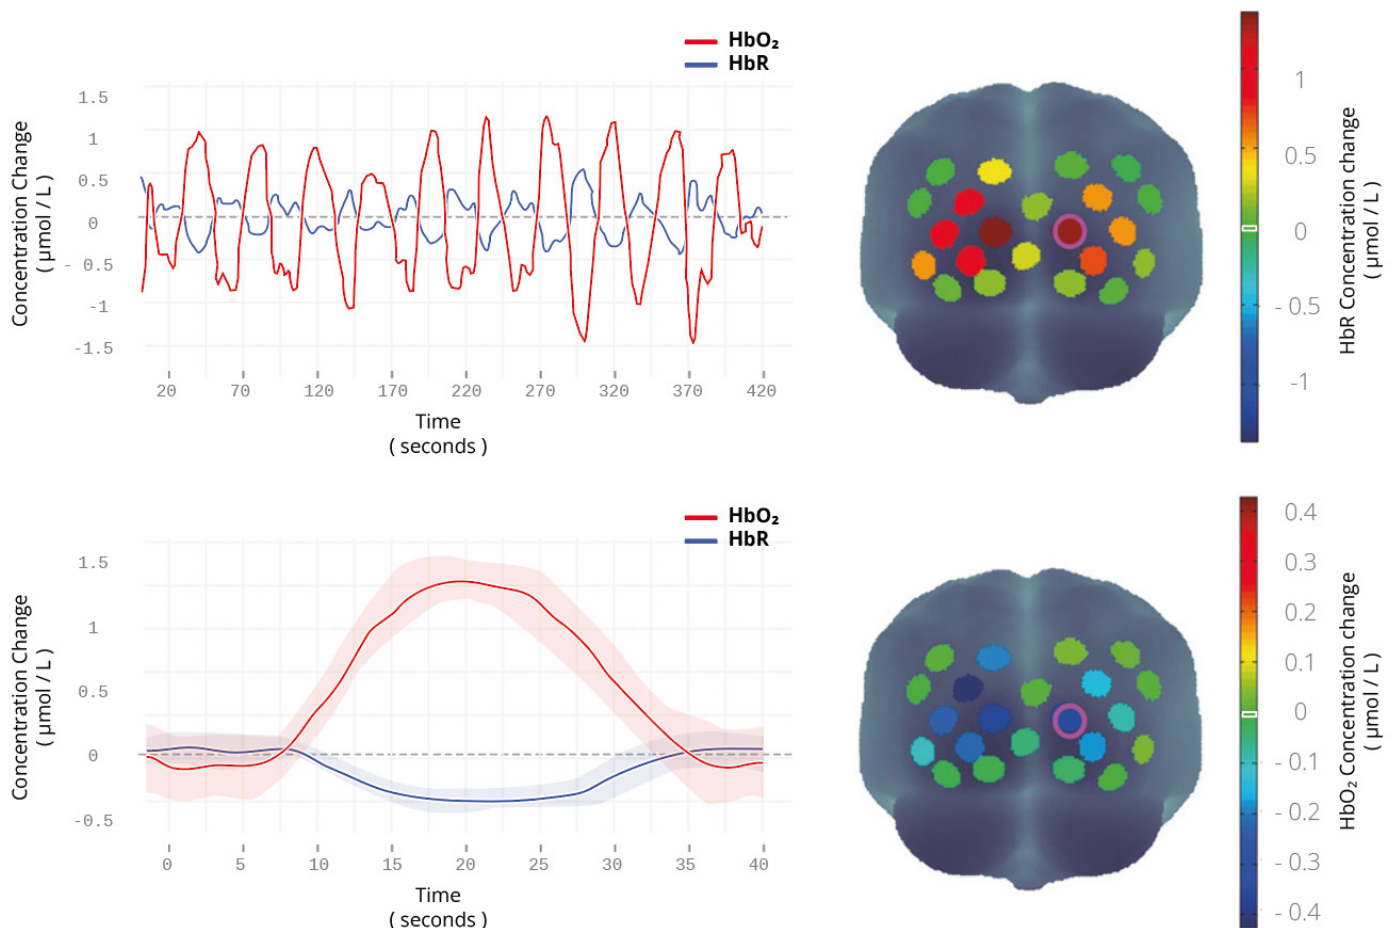 HbO₂
HbR
Concentration Change
( µmol / L )
1.5
1
0.5
0
- 0.5
-1
-1.5
20 70 120 170 220 270 320 370 420
Time
( seconds )
1
0.5
0
- 0.5
-1
HbR Concentration change
( µmol / L )
HbO₂
HbR
Concentration Change
( µmol / L )
1.5
1
0.5
0
-0.5
0 5 10 15 20 25 30 35 40
Time
( seconds )
0.4
0.3
0.2
0.1
0
- 0.1
- 0.2
- 0.3
- 0.4
HbO₂ Concentration change
( µmol / L )